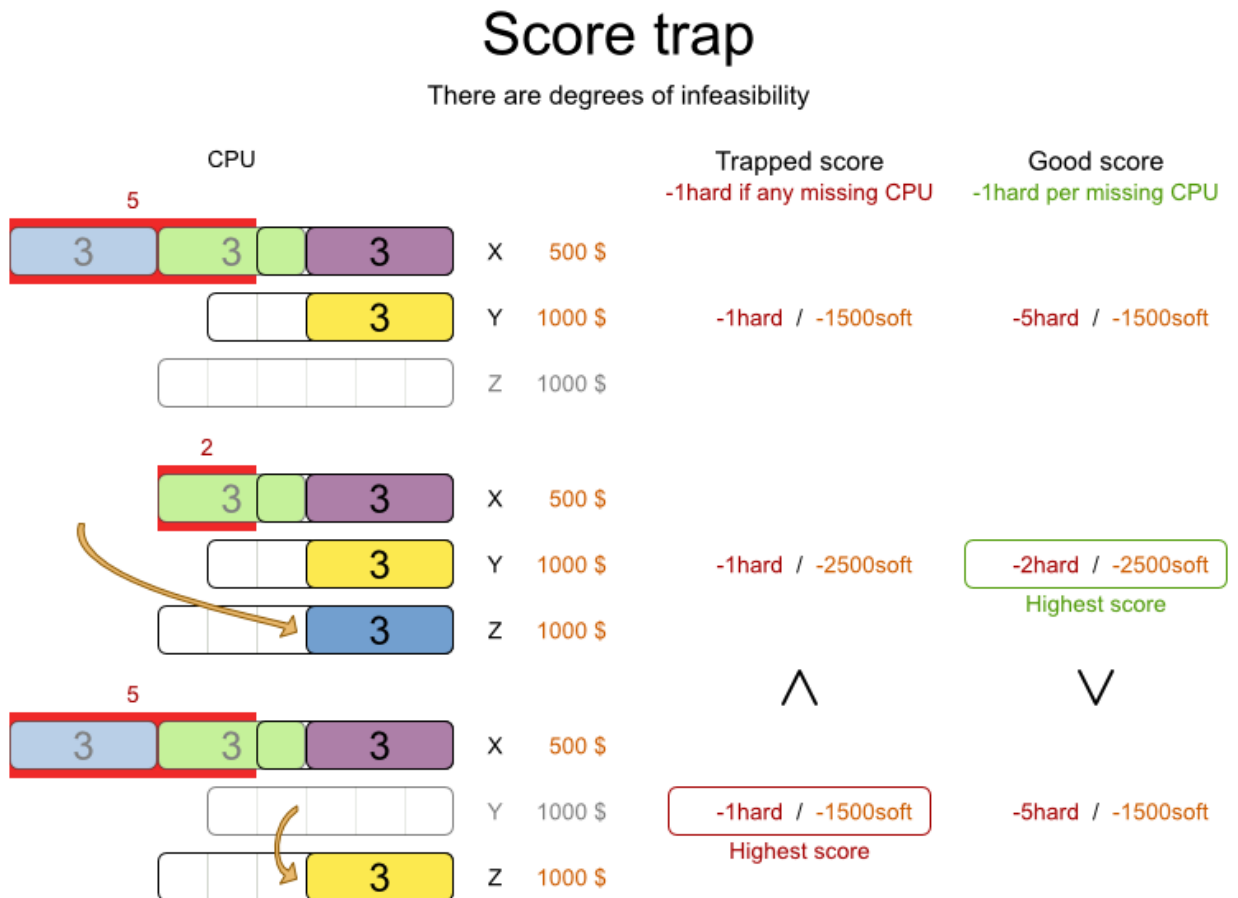 Score trap
There are degrees of infeasibility
CPU Trapped score Good score
-1hard if any missing CPU -1hard per missing CPU
5
3 3 3 X 500 $
3 Y 1000 $ -1hard / -1500soft -5hard / -1500soft
Z 1000 $
2
3 3 X 500 $
3 Y 1000 $ -1hard / -2500soft -2hard / -2500soft
Highest score
3 Z 1000 $
5
3 3 3 X 500 $
Y 1000 $ -1hard / -1500soft -5hard / -1500soft
Highest score
3 Z 1000 $